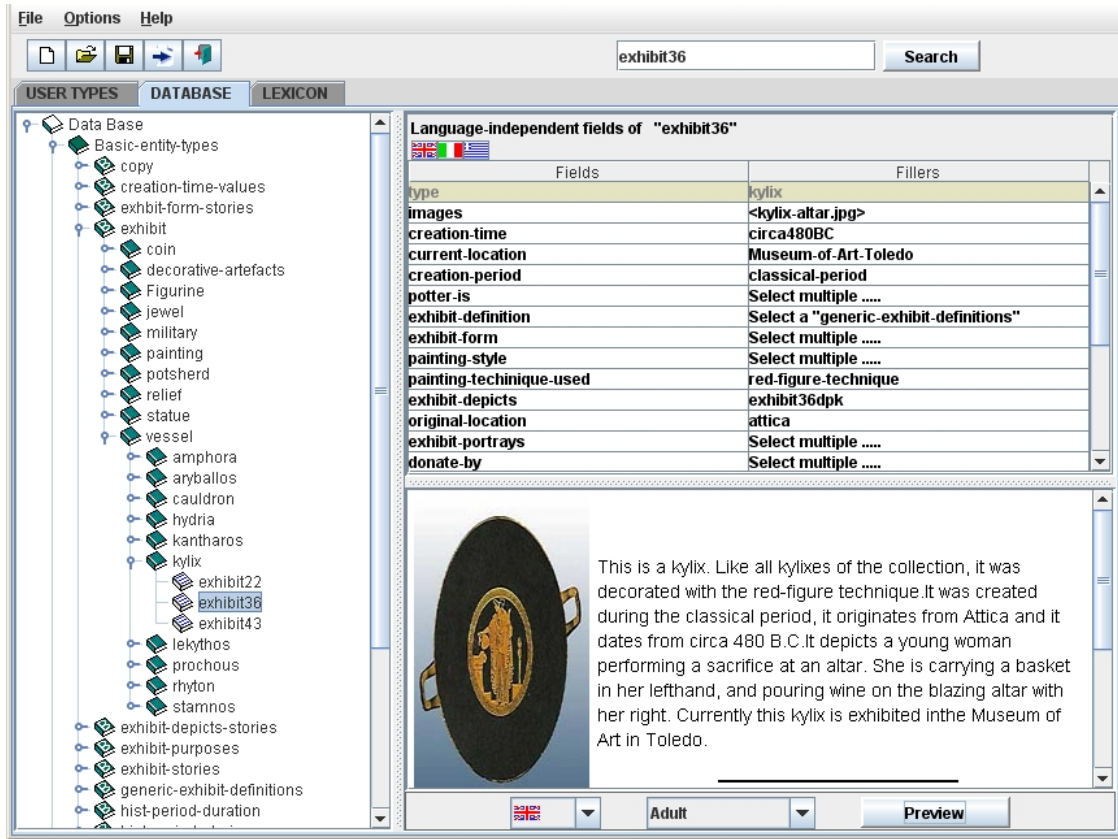 File Options Help
exhibit36 Search
USER TYPES DATABASE LEXICON
Data Base
Basic-entity-types
copy
creation-time-values
exhbit-form-stories
exhibit
coin
decorative-artefacts
Figurine
jewel
military
painting
potsherd
relief
statue
vessel
amphora
aryballos
cauldron
hydria
kantharos
kylix
exhibit22
exhibit36
exhibit43
lekythos
prochous
rhyton
stamnos
exhibit-depicts-stories
exhibit-purposes
exhibit-stories
generic-exhibit-definitions
hist-period-duration
Language-independent fields of "exhibit36"
Fields Fillers
type kylix
images <kylix-altar.jpg>
creation-time circa480BC
current-location Museum-of-Art-Toledo
creation-period classical-period
potter-is Select multiple .....
exhibit-definition Select a "generic-exhibit-definitions"
exhibit-form Select multiple .....
painting-style Select multiple .....
painting-techinique-used red-figure-technique
exhibit-depicts exhibit36dpk
original-location attica
exhibit-portrays Select multiple .....
donate-by Select multiple .....
This is a kylix. Like all kylixes of the collection, it was
decorated with the red-figure technique.It was created
during the classical period, it originates from Attica and it
dates from circa 480 B.C.It depicts a young woman
performing a sacrifice at an altar. She is carrying a basket
in her lefthand, and pouring wine on the blazing altar with
her right. Currently this kylix is exhibited inthe Museum of
Art in Toledo.
Adult Preview